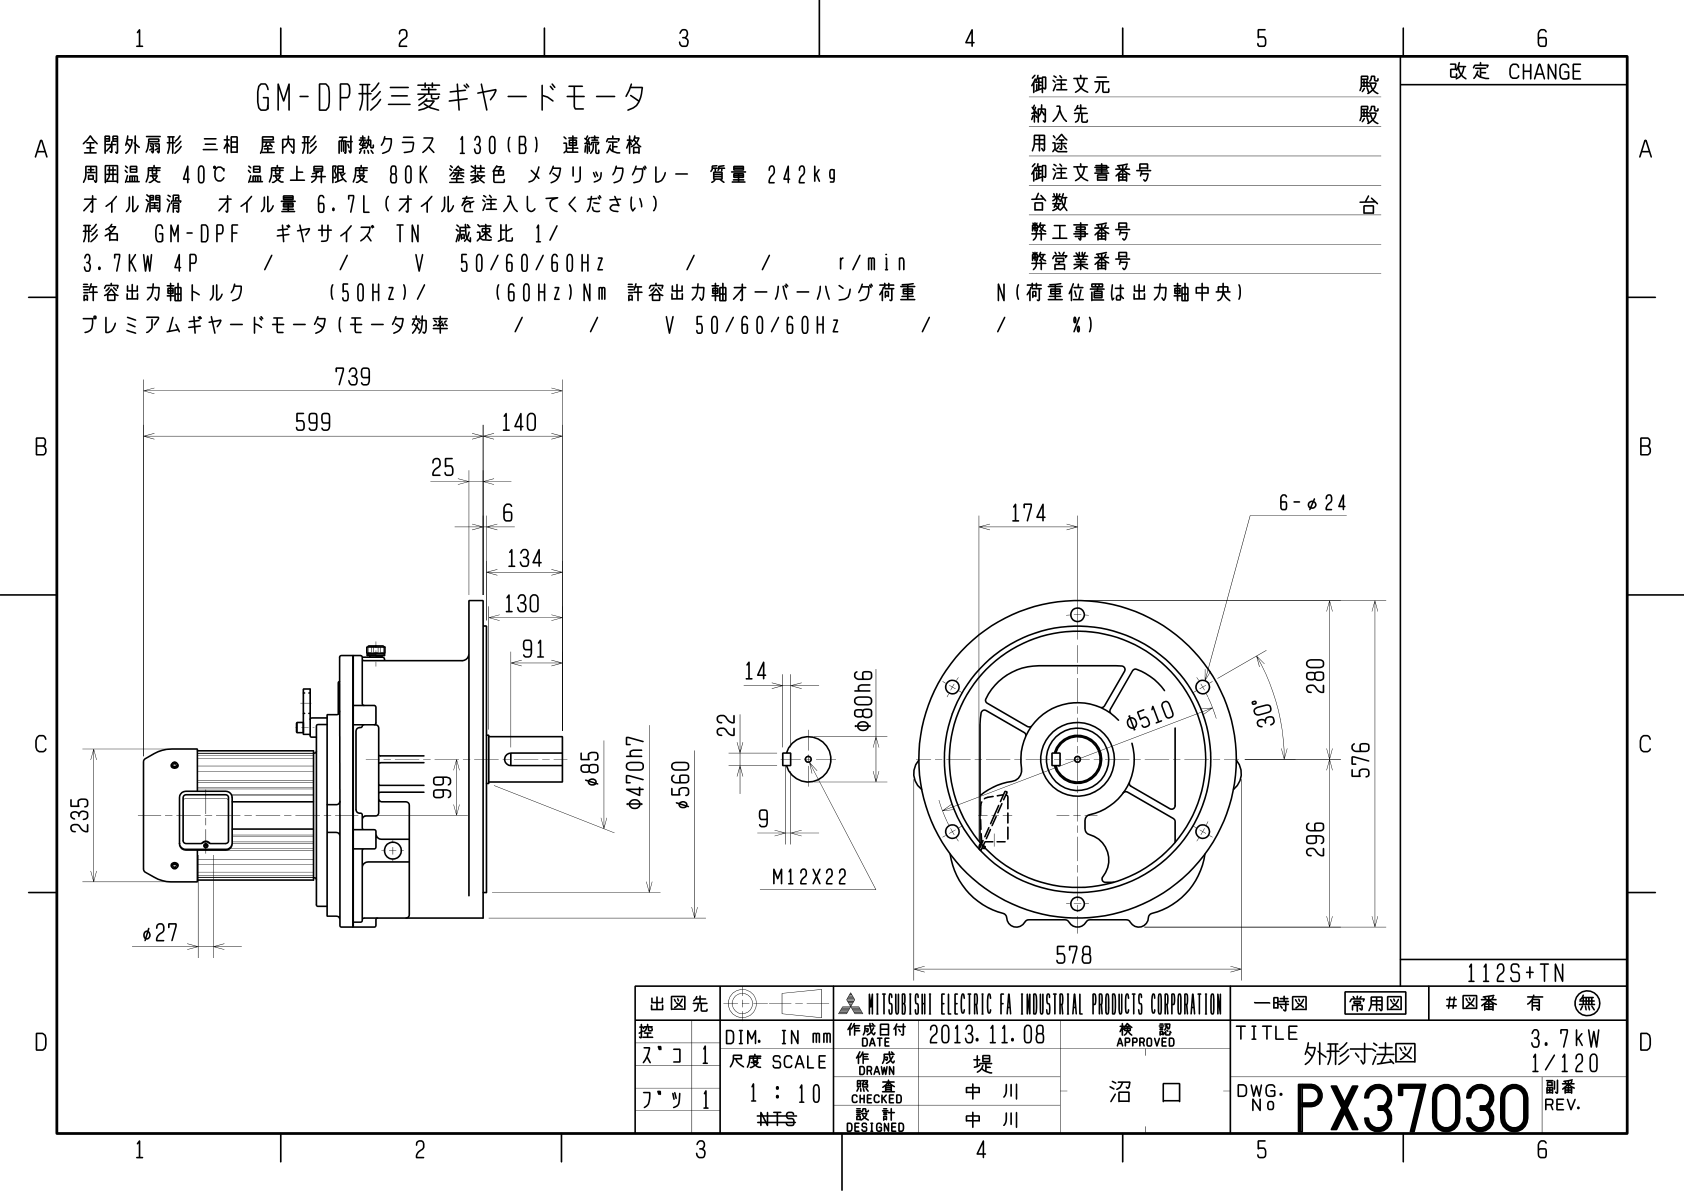 1 2 3 4 5 6
改定 CHANGE
GM-DP形三菱ギヤードモータ
全閉外扇形 三相 屋内形 耐熱クラス 130(B) 連続定格
周囲温度 40℃ 温度上昇限度 80K 塗装色 メタリックグレー 質量 242kg
オイル潤滑 オイル量 6.7L(オイルを注入してください)
形名 GM-DPF ギヤサイズ TN 減速比 1/
3.7KW 4P / / V 50/60/60Hz / / r/min
許容出力軸トルク (50Hz)/ (60Hz)Nm 許容出力軸オーバーハング荷重 N(荷重位置は出力軸中央)
プレミアムギヤードモータ(モータ効率 / / V 50/60/60Hz / / %)
御注文元 殿
納入先 殿
用途
御注文書番号
台数 台
弊工事番号
弊営業番号
A A
B B
C C
D D
739
599 140
25
6
134
130
91
235
99
φ27
φ85
φ470h7
φ560
14
22
φ80h6
9
M12X22
174
6-φ24
φ510
30°
280
576
296
578
112S+TN
出図先
MITSUBISHI ELECTRIC FA INDUSTRIAL PRODUCTS CORPORATION
一時図 常用図 #図番 有 無
控
ズコ 1
ブツ 1
DIM. IN mm
尺度 SCALE
1 : 10
NTS
作成日付 DATE 2013.11.08
作成 DRAWN 堤
照査 CHECKED 中川
設計 DESIGNED 中川
検認 APPROVED
沼口
TITLE 3.7kW
外形寸法図 1/120
DWG. No PX37030
副番 REV.
1 2 3 4 5 6